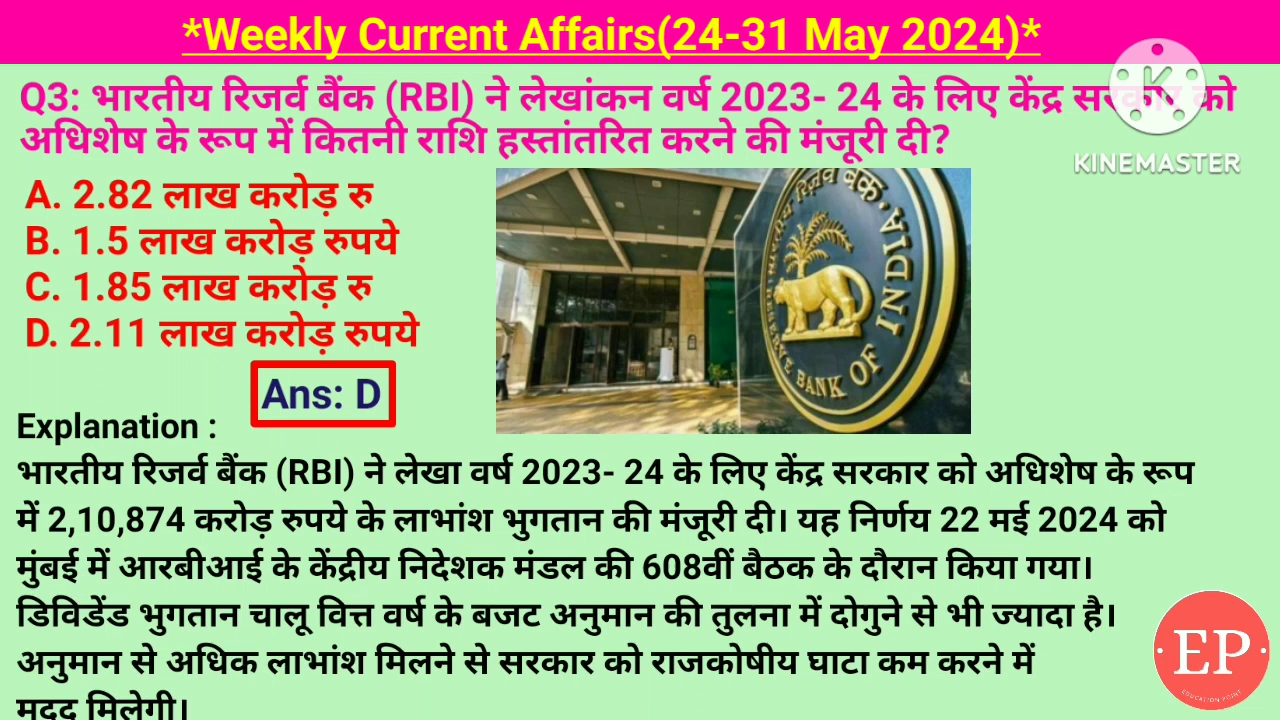 *Weekly Current Affairs(24-31 May 2024)*
Q3: भारतीय रिजर्व बैंक (RBI) ने लेखांकन वर्ष 2023- 24 के लिए केंद्र सरकार को
अधिशेष के रूप में कितनी राशि हस्तांतरित करने की मंजूरी दी?
KINEMASTER
A. 2.82 लाख करोड़ रु
B. 1.5 लाख करोड़ रुपये
C. 1.85 लाख करोड़ रु
D. 2.11 लाख करोड़ रुपये
रिज़र्व बैंक
RESERVE BANK OF INDIA
Ans: D
Explanation :
भारतीय रिजर्व बैंक (RBI) ने लेखा वर्ष 2023- 24 के लिए केंद्र सरकार को अधिशेष के रूप
में 2,10,874 करोड़ रुपये के लाभांश भुगतान की मंजूरी दी। यह निर्णय 22 मई 2024 को
मुंबई में आरबीआई के केंद्रीय निदेशक मंडल की 608वीं बैठक के दौरान किया गया।
डिविडेंड भुगतान चालू वित्त वर्ष के बजट अनुमान की तुलना में दोगुने से भी ज्यादा है।
अनुमान से अधिक लाभांश मिलने से सरकार को राजकोषीय घाटा कम करने में
मदद मिलेगी।
EP
EDUCATION POINT